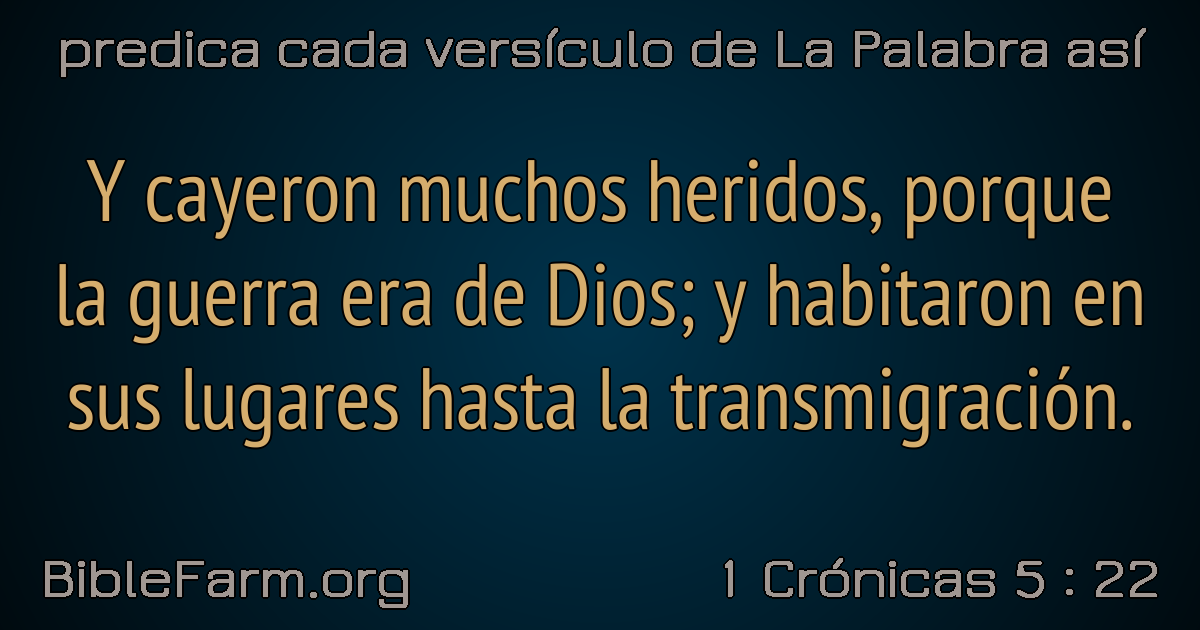 predica cada versículo de La Palabra así
Y cayeron muchos heridos, porque
la guerra era de Dios; y habitaron en
sus lugares hasta la transmigración.
BibleFarm.org
1 Crónicas 5 : 22